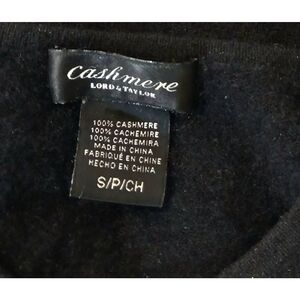 Cashmere
LORD & TAYLOR
100% CASHMERE
100% CACHEMIRE
100% CACHEMIRA
MADE IN CHINA
FABRIQUÉ EN CHINE
HECHO EN CHINA
S/P/CH